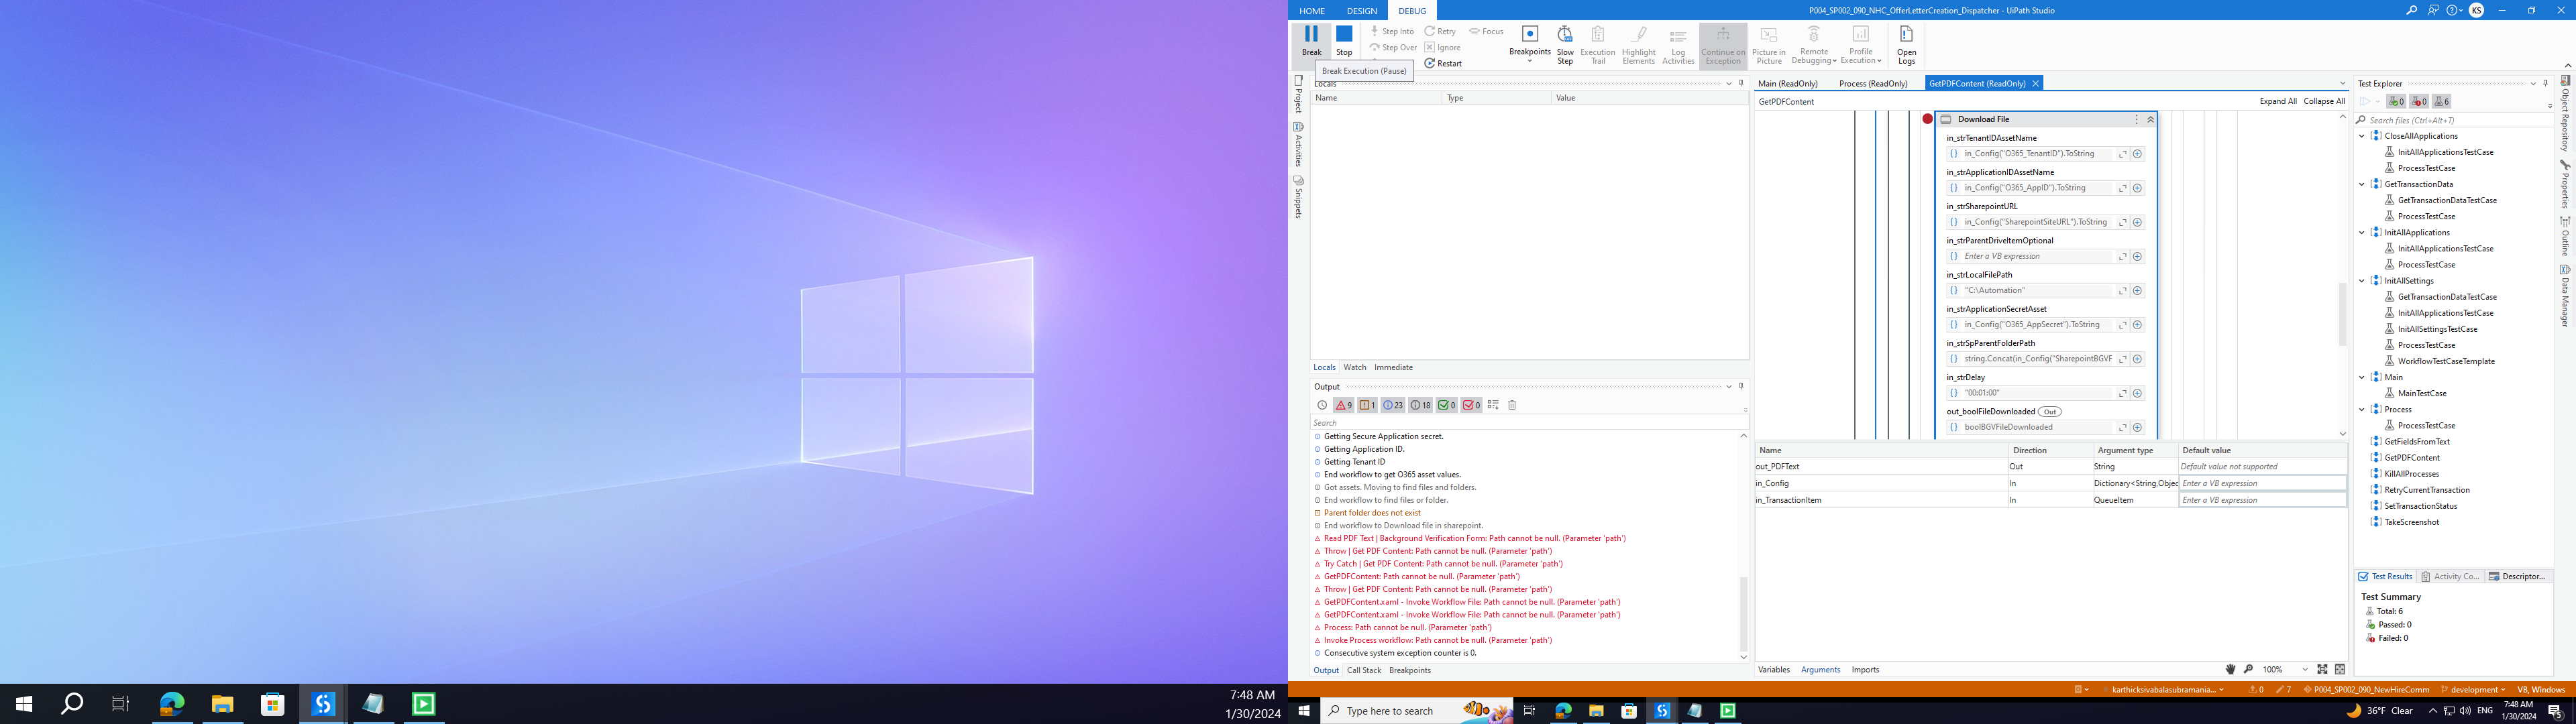 7:48 AM
1/30/2024
HOME
DESIGN
DEBUG
P004_SP002_090_NHC_OfferLetterCreation_Dispatcher - UiPath Studio
KS
Break
Stop
Step Into
Step Over
Retry
Ignore
Restart
Focus
Breakpoints
Slow Step
Execution Trail
Highlight Elements
Log Activities
Continue on Exception
Picture in Picture
Remote Debugging
Profile Execution
Open Logs
Break Execution (Pause)
Project
Activities
Snippets
Locals
Name
Type
Value
Locals
Watch
Immediate
Output
9
1
23
18
0
0
Search
Getting Secure Application secret.
Getting Application ID.
Getting Tenant ID
End workflow to get O365 asset values.
Got assets. Moving to find files and folders.
End workflow to find files or folder.
Parent folder does not exist
End workflow to Download file in sharepoint.
Read PDF Text | Background Verification Form: Path cannot be null. (Parameter 'path')
Throw | Get PDF Content: Path cannot be null. (Parameter 'path')
Try Catch | Get PDF Content: Path cannot be null. (Parameter 'path')
GetPDFContent: Path cannot be null. (Parameter 'path')
Throw | Get PDF Content: Path cannot be null. (Parameter 'path')
GetPDFContent.xaml - Invoke Workflow File: Path cannot be null. (Parameter 'path')
GetPDFContent.xaml - Invoke Workflow File: Path cannot be null. (Parameter 'path')
Process: Path cannot be null. (Parameter 'path')
Invoke Process workflow: Path cannot be null. (Parameter 'path')
Consecutive system exception counter is 0.
Output
Call Stack
Breakpoints
Main (ReadOnly)
Process (ReadOnly)
GetPDFContent (ReadOnly)
GetPDFContent
Expand All
Collapse All
Download File
in_strTenantIDAssetName
in_Config("O365_TenantID").ToString
in_strApplicationIDAssetName
in_Config("O365_AppID").ToString
in_strSharepointURL
in_Config("SharepointSiteURL").ToString
in_strParentDriveItemOptional
Enter a VB expression
in_strLocalFilePath
"C:\Automation"
in_strApplicationSecretAsset
in_Config("O365_AppSecret").ToString
in_strSpParentFolderPath
string.Concat(in_Config("SharepointBGVF
in_strDelay
"00:01:00"
out_boolFileDownloaded Out
boolBGVFileDownloaded
Name
Direction
Argument type
Default value
out_PDFText
Out
String
Default value not supported
in_Config
In
Dictionary<String,Objec
Enter a VB expression
in_TransactionItem
In
QueueItem
Enter a VB expression
Variables
Arguments
Imports
100%
Test Explorer
0
0
6
Search files (Ctrl+Alt+T)
CloseAllApplications
InitAllApplicationsTestCase
ProcessTestCase
GetTransactionData
GetTransactionDataTestCase
ProcessTestCase
InitAllApplications
InitAllApplicationsTestCase
ProcessTestCase
InitAllSettings
GetTransactionDataTestCase
InitAllApplicationsTestCase
InitAllSettingsTestCase
ProcessTestCase
WorkflowTestCaseTemplate
Main
MainTestCase
Process
ProcessTestCase
GetFieldsFromText
GetPDFContent
KillAllProcesses
RetryCurrentTransaction
SetTransactionStatus
TakeScreenshot
Test Results
Activity Co...
Descriptor...
Test Summary
Total: 6
Passed: 0
Failed: 0
Object Repository
Properties
Outline
Data Manager
karthicksivabalasubramania...
0
7
P004_SP002_090_NewHireComm
development
VB, Windows
Type here to search
36°F Clear
ENG
7:48 AM
1/30/2024